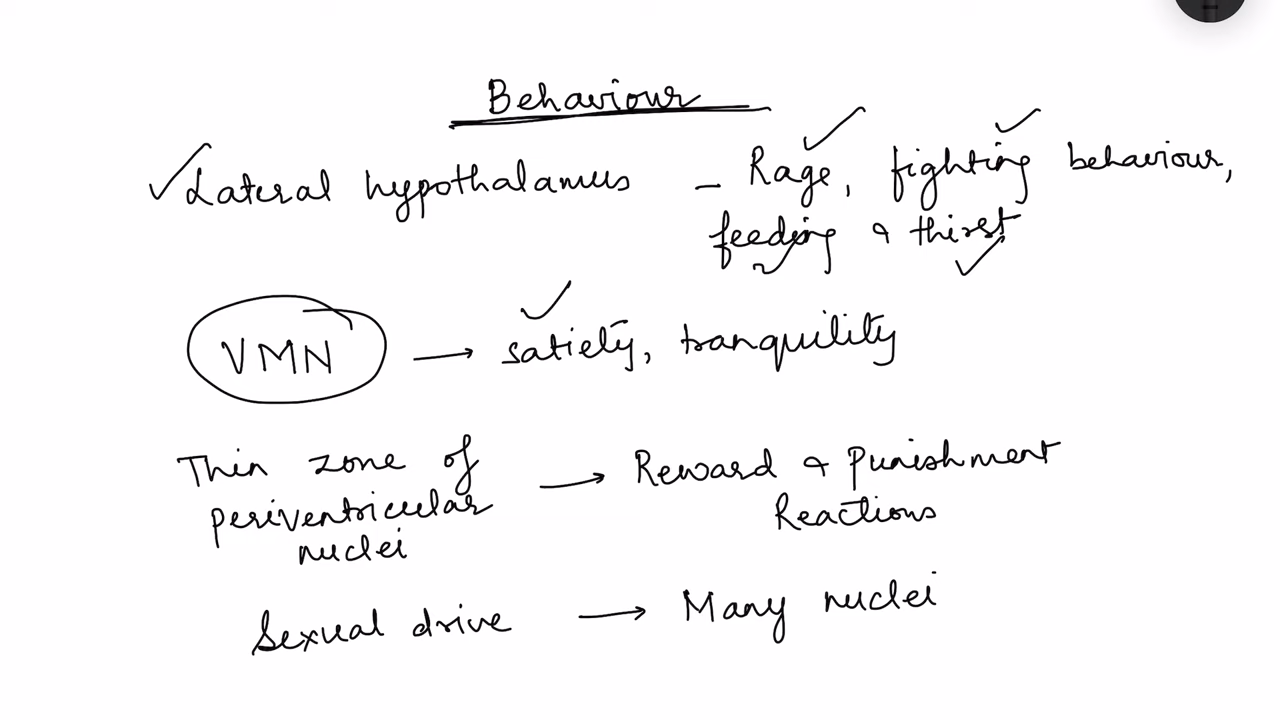 Behaviour
Lateral hypothalamus - Rage, fighting behaviour,
feeding & thirst
VMN → satiety, tranquility
Thin zone of → Reward & Punishment
periventricular Reactions
nuclei
Sexual drive → Many nuclei